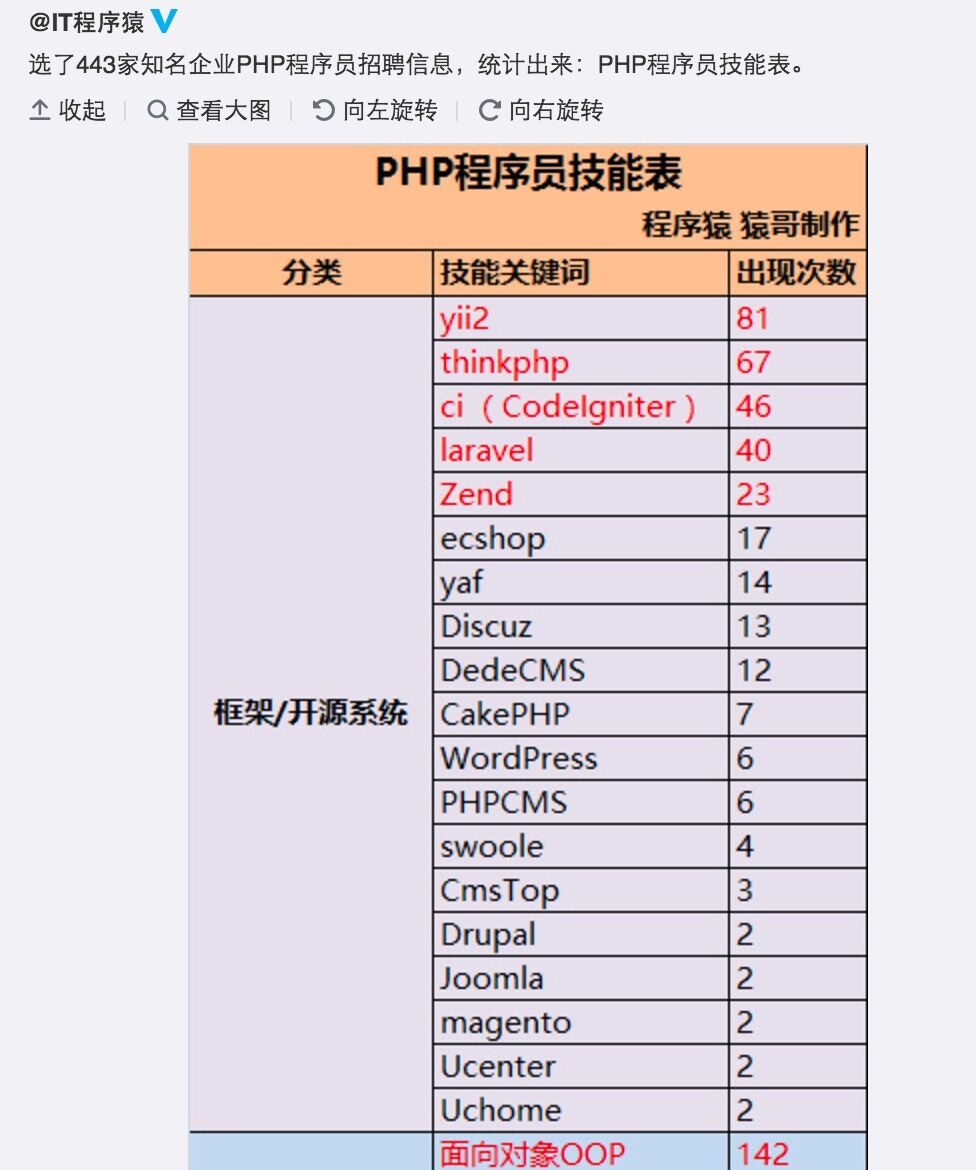 @IT程序猿
选了443家知名企业PHP程序员招聘信息，统计出来：PHP程序员技能表。
收起 查看大图 向左旋转 向右旋转
PHP程序员技能表
程序猿 猿哥制作
分类 技能关键词 出现次数
yii2 81
thinkphp 67
ci （CodeIgniter） 46
laravel 40
Zend 23
ecshop 17
yaf 14
Discuz 13
DedeCMS 12
框架/开源系统 CakePHP 7
WordPress 6
PHPCMS 6
swoole 4
CmsTop 3
Drupal 2
Joomla 2
magento 2
Ucenter 2
Uchome 2
面向对象OOP 142